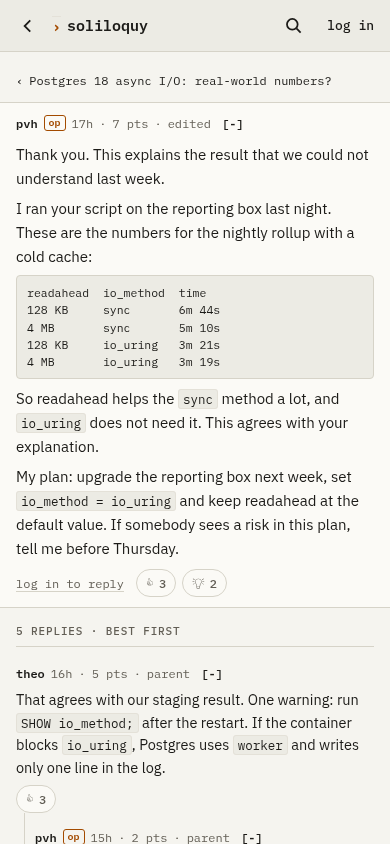 › soliloquy
log in
‹ Postgres 18 async I/O: real-world numbers?
pvh op 17h · 7 pts · edited [-]
Thank you. This explains the result that we could not
understand last week.
I ran your script on the reporting box last night.
These are the numbers for the nightly rollup with a
cold cache:
readahead io_method time
128 KB sync 6m 44s
4 MB sync 5m 10s
128 KB io_uring 3m 21s
4 MB io_uring 3m 19s
So readahead helps the sync method a lot, and
io_uring does not need it. This agrees with your
explanation.
My plan: upgrade the reporting box next week, set
io_method = io_uring and keep readahead at the
default value. If somebody sees a risk in this plan,
tell me before Thursday.
log in to reply 👍 3 💡 2
5 REPLIES · BEST FIRST
theo 16h · 5 pts · parent [-]
That agrees with our staging result. One warning: run
SHOW io_method; after the restart. If the container
blocks io_uring, Postgres uses worker and writes
only one line in the log.
👍 3
pvh op 15h · 2 pts · parent [-]